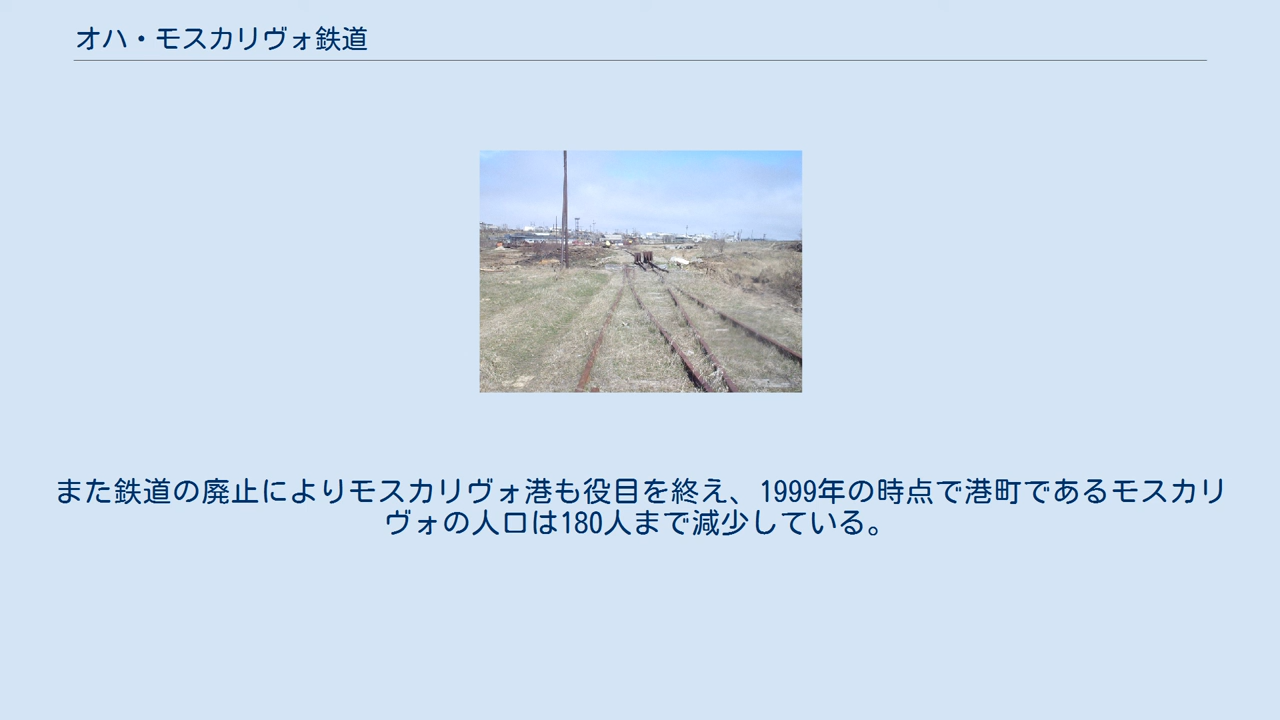 オハ・モスカリヴォ鉄道
また鉄道の廃止によりモスカリヴォ港も役目を終え、1999年の時点で港町であるモスカリ
ヴォの人口は180人まで減少している。